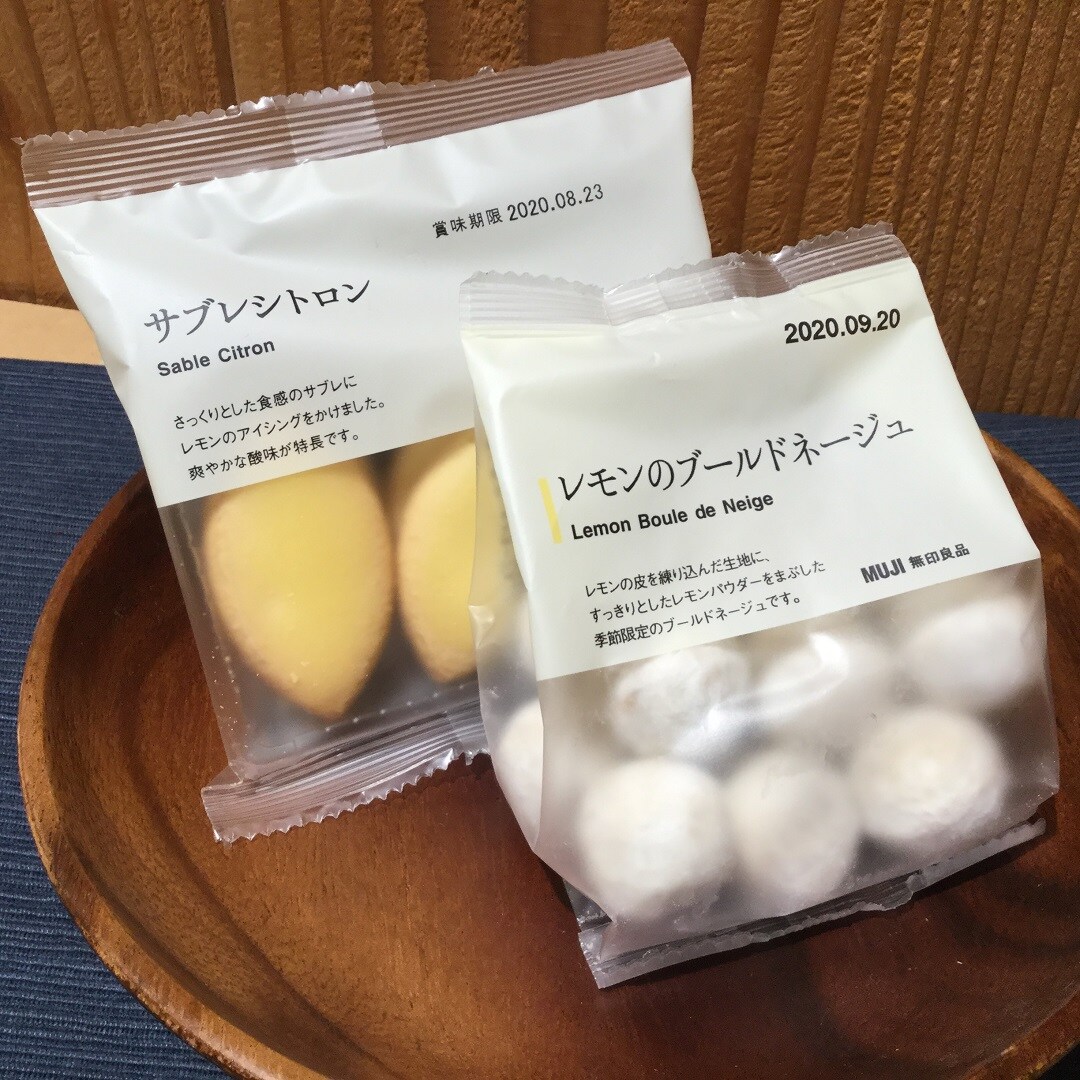 賞味期限 2020.08.23
サブレシトロン
Sable Citron
さっくりとした食感のサブレに
レモンのアイシングをかけました。
爽やかな酸味が特長です。
2020.09.20
レモンのブールドネージュ
Lemon Boule de Neige
レモンの皮を練り込んだ生地に、
すっきりとしたレモンパウダーをまぶした
季節限定のブールドネージュです。
MUJI 無印良品